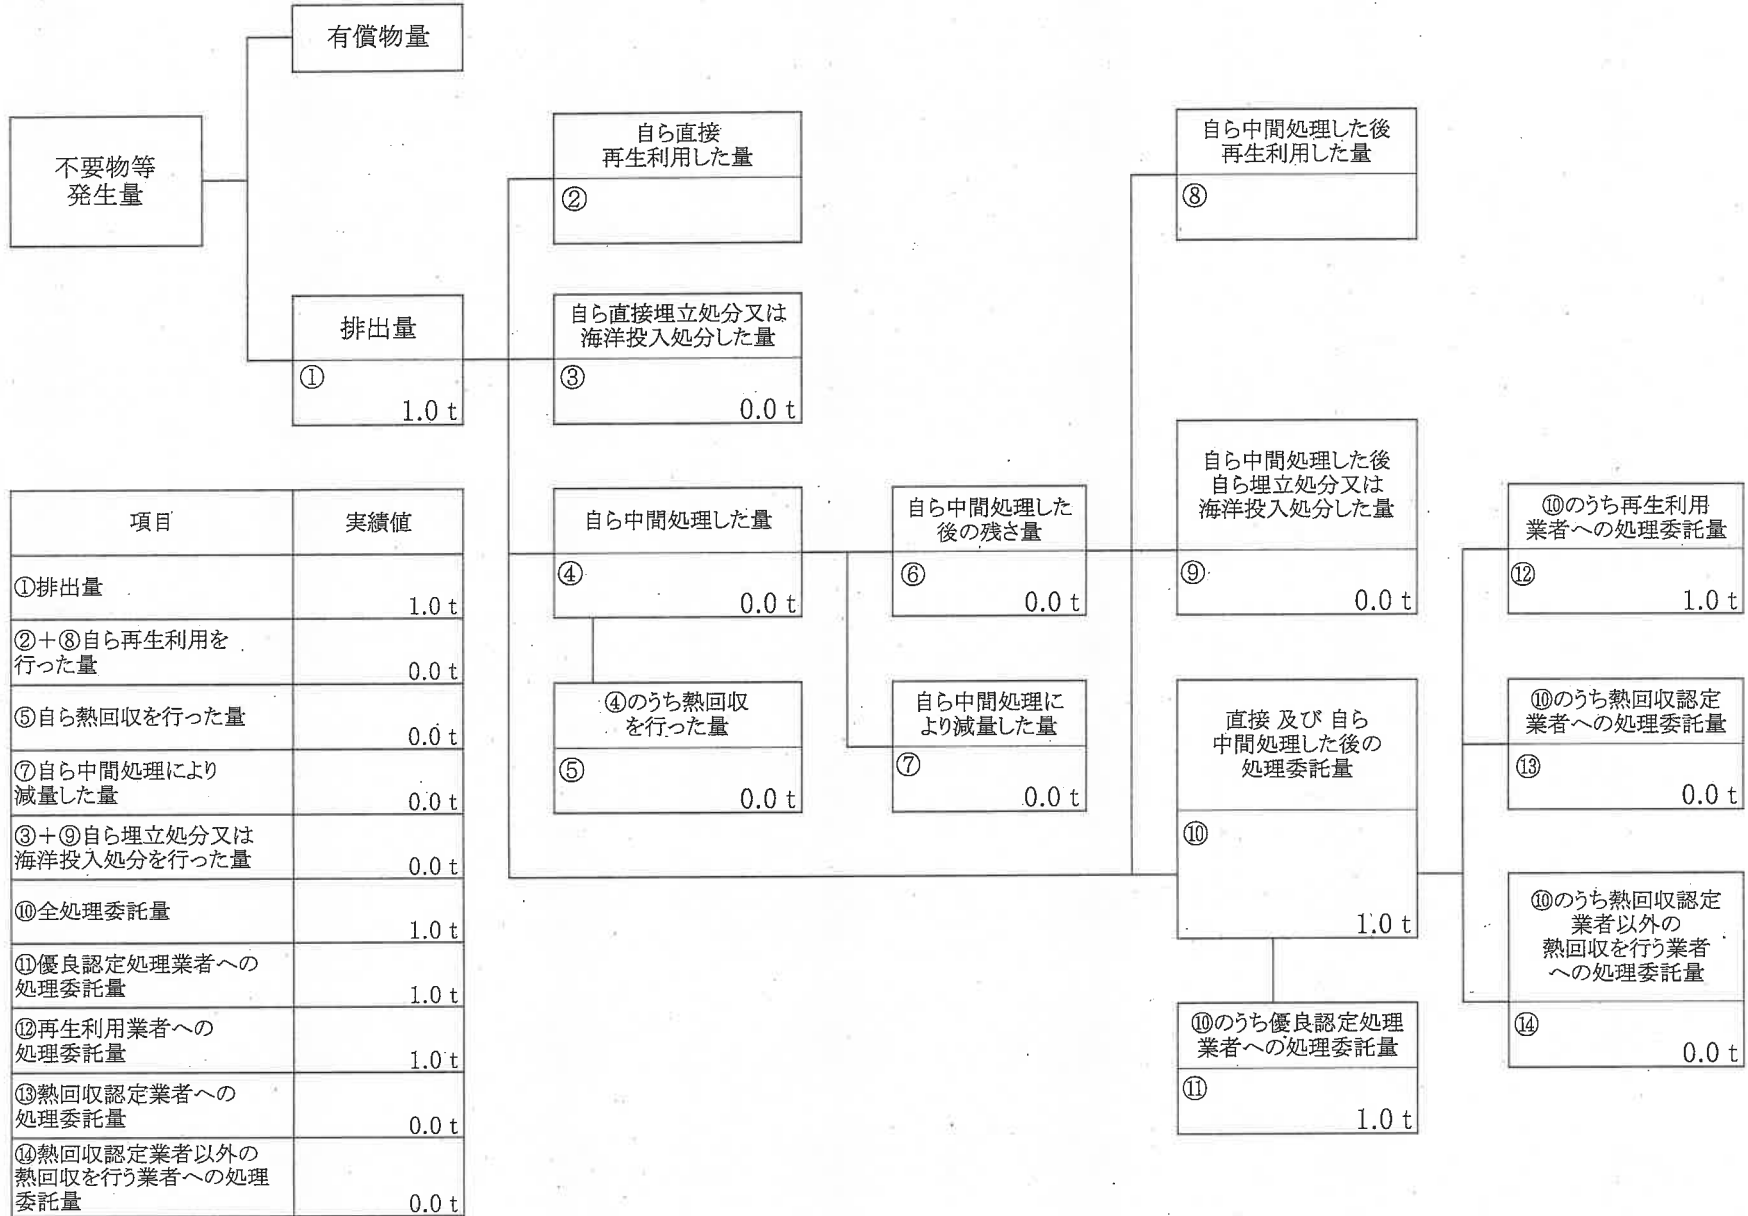 有償物量
不要物等
発生量
排出量
①
1.0 t
自ら直接
再生利用した量
②
自ら直接埋立処分又は
海洋投入処分した量
③
0.0 t
自ら中間処理した量
④
0.0 t
④のうち熱回収
を行った量
⑤
0.0 t
自ら中間処理した
後の残さ量
⑥
0.0 t
自ら中間処理に
より減量した量
⑦
0.0 t
自ら中間処理した後
再生利用した量
⑧
自ら中間処理した後
自ら埋立処分又は
海洋投入処分した量
⑨
0.0 t
直接 及び 自ら
中間処理した後の
処理委託量
⑩
1.0 t
⑩のうち優良認定処理
業者への処理委託量
⑪
1.0 t
⑩のうち再生利用
業者への処理委託量
⑫
1.0 t
⑩のうち熱回収認定
業者への処理委託量
⑬
0.0 t
⑩のうち熱回収認定
業者以外の
熱回収を行う業者
への処理委託量
⑭
0.0 t
項目 実績値
①排出量
1.0 t
②+⑧自ら再生利用を
行った量
0.0 t
⑤自ら熱回収を行った量
0.0 t
⑦自ら中間処理により
減量した量
0.0 t
③+⑨自ら埋立処分又は
海洋投入処分を行った量
0.0 t
⑩全処理委託量
1.0 t
⑪優良認定処理業者への
処理委託量
1.0 t
⑫再生利用業者への
処理委託量
1.0 t
⑬熱回収認定業者への
処理委託量
0.0 t
⑭熱回収認定業者以外の
熱回収を行う業者への処理
委託量
0.0 t